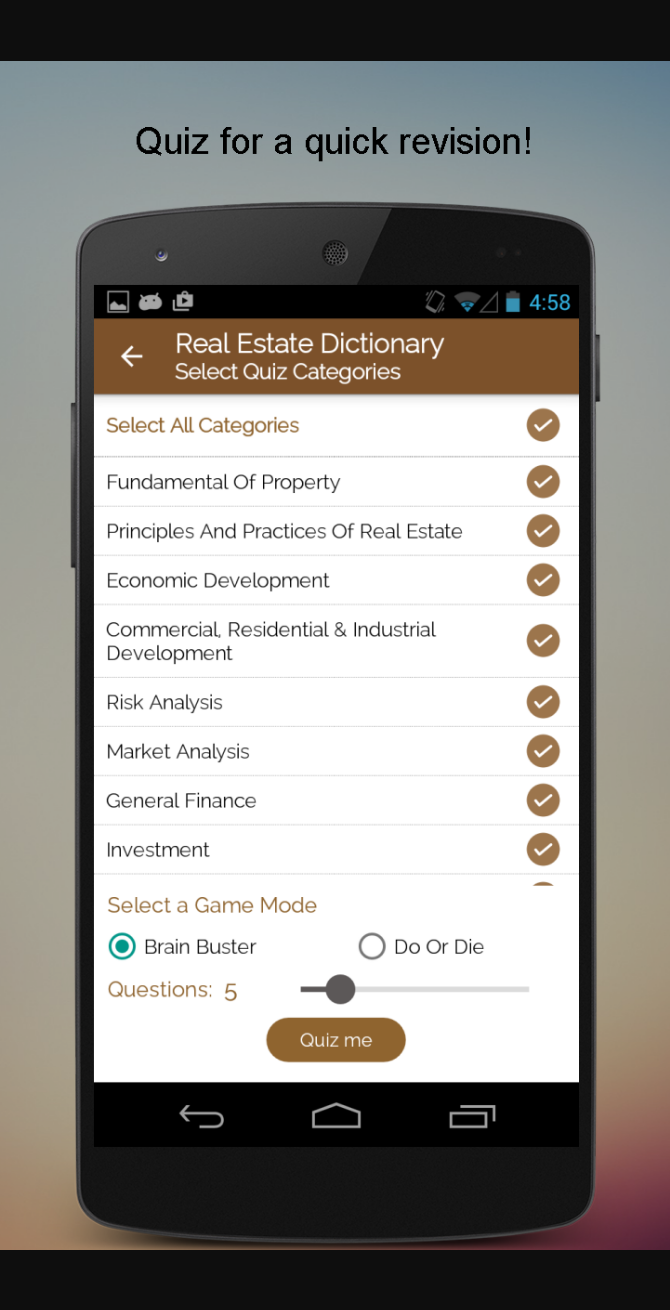 Quiz for a quick revision!
4:58
Real Estate Dictionary
Select Quiz Categories
Select All Categories
Fundamental Of Property
Principles And Practices Of Real Estate
Economic Development
Commercial, Residential & Industrial
Development
Risk Analysis
Market Analysis
General Finance
Investment
Select a Game Mode
Brain Buster Do Or Die
Questions: 5
Quiz me